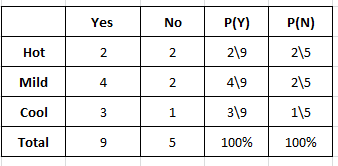 Yes No P(Y) P(N)
Hot 2 2 2\9 2\5
Mild 4 2 4\9 2\5
Cool 3 1 3\9 1\5
Total 9 5 100% 100%